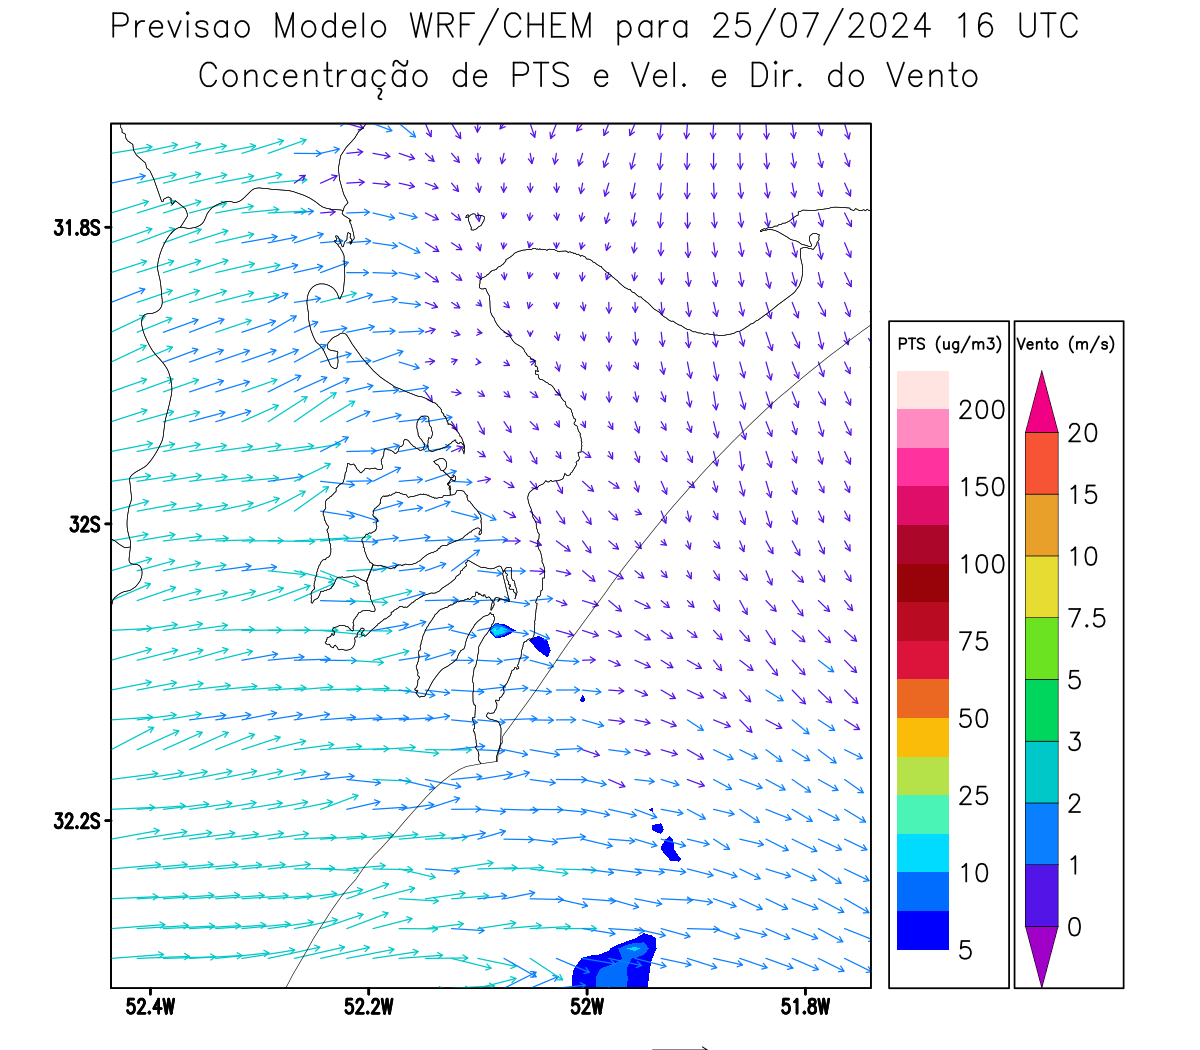 Previsao Modelo WRF/CHEM para 25/07/2024 16 UTC
Concentração de PTS e Vel. e Dir. do Vento
31.8S
32S
32.2S
52.4W
52.2W
52W
51.8W
PTS (ug/m3)
200
150
100
75
50
25
10
5
Vento (m/s)
20
15
10
7.5
5
3
2
1
0